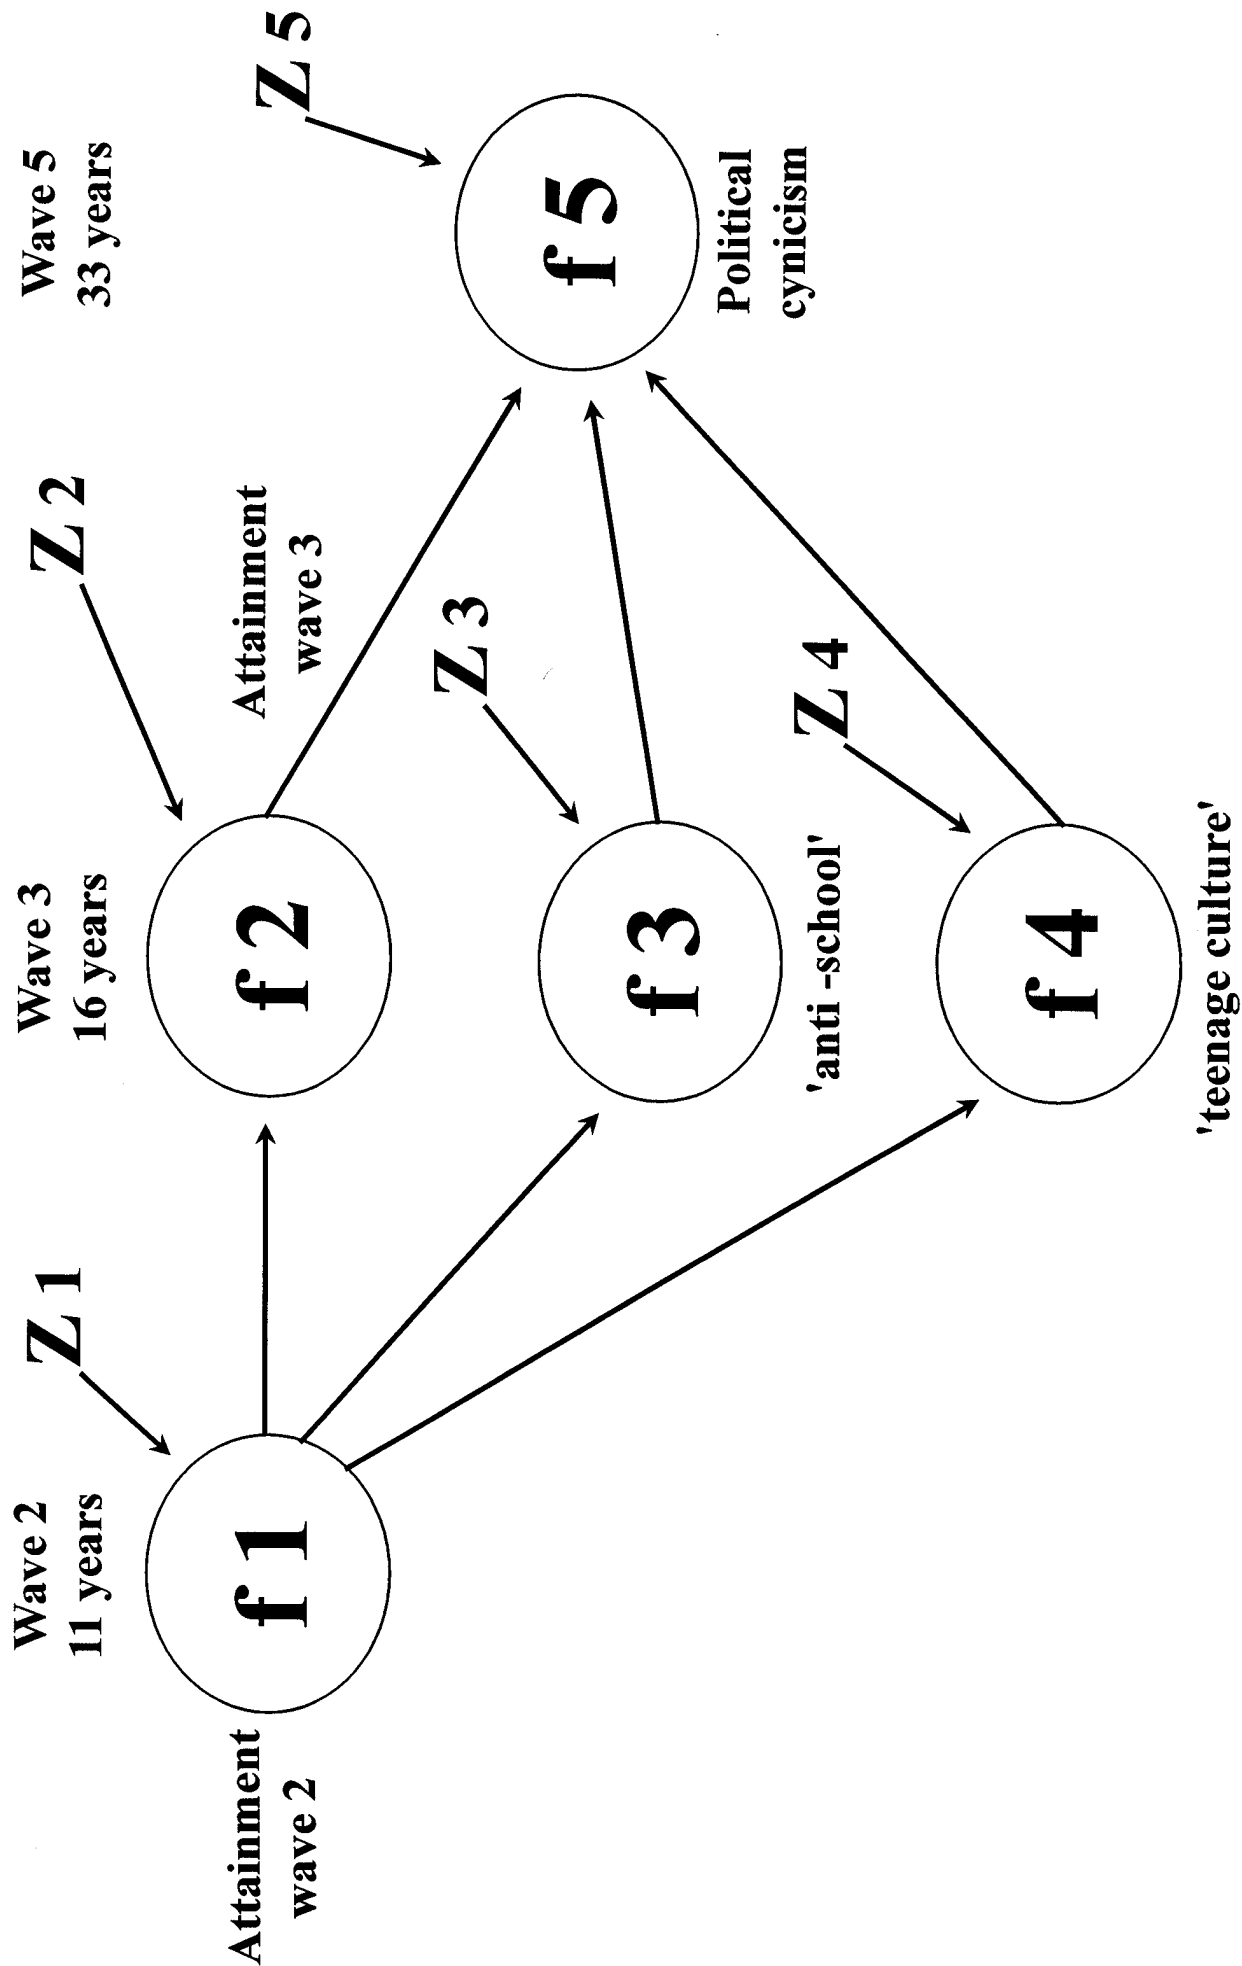 Wave 2
11 years
Wave 3
16 years
Wave 5
33 years
Z 1
Z 2
Z 5
Attainment
wave 2
f 1
f 2
Attainment
wave 3
Z 3
f 3
'anti -school'
f 5
Political
cynicism
Z 4
f 4
'teenage culture'